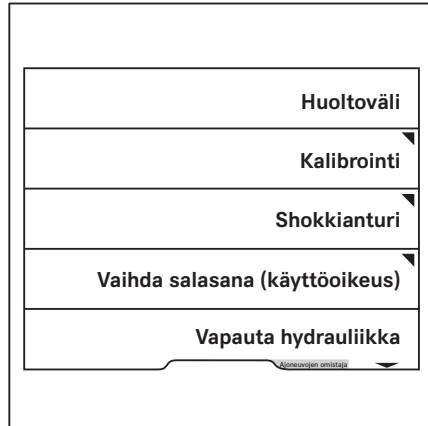 Huoltoväli
Kalibrointi
Shokkianturi
Vaihda salasana (käyttöoikeus)
Vapauta hydrauliikka
Ajoneuvojen omistaja